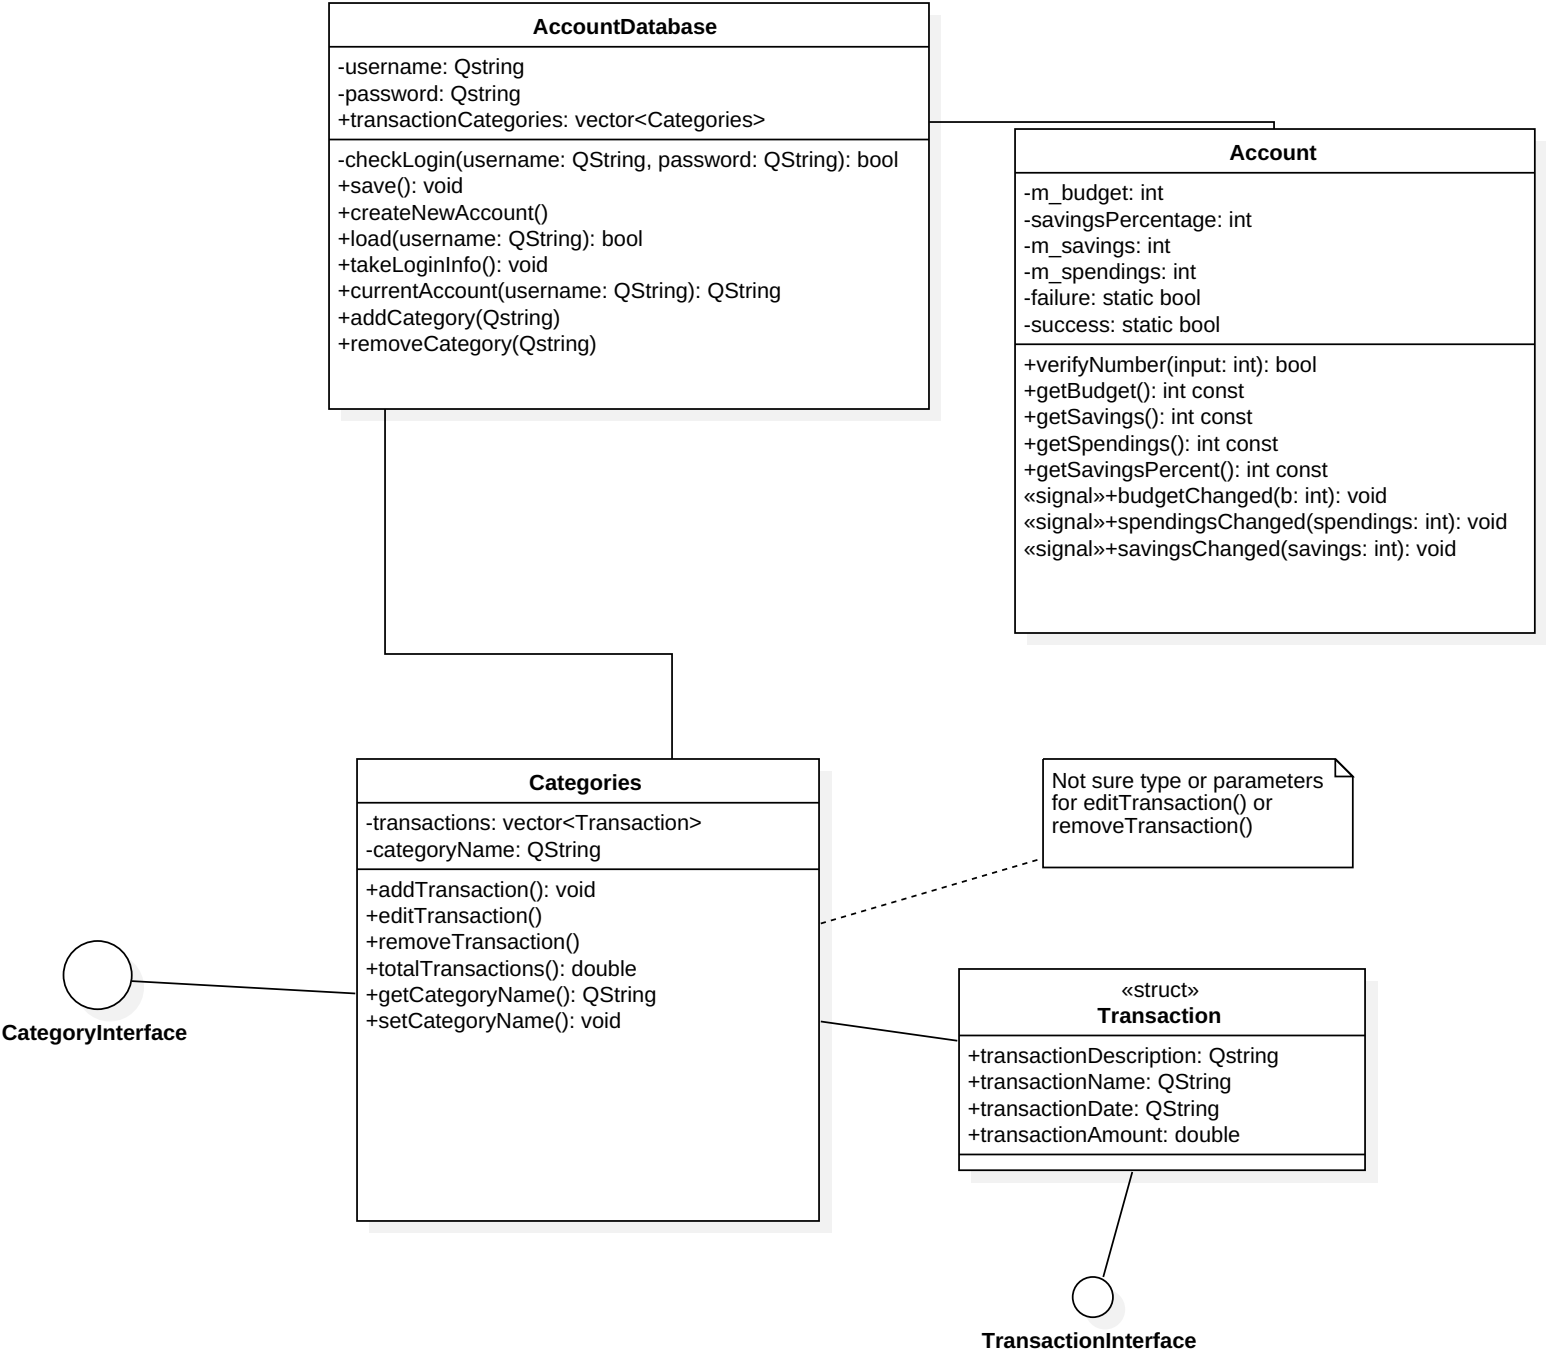 AccountDatabase
-username: Qstring
-password: Qstring
+transactionCategories: vector<Categories>
-checkLogin(username: QString, password: QString): bool
+save(): void
+createNewAccount()
+load(username: QString): bool
+takeLoginInfo(): void
+currentAccount(username: QString): QString
+addCategory(Qstring)
+removeCategory(Qstring)
Account
-m_budget: int
-savingsPercentage: int
-m_savings: int
-m_spendings: int
-failure: static bool
-success: static bool
+verifyNumber(input: int): bool
+getBudget(): int const
+getSavings(): int const
+getSpendings(): int const
+getSavingsPercent(): int const
«signal»+budgetChanged(b: int): void
«signal»+spendingsChanged(spendings: int): void
«signal»+savingsChanged(savings: int): void
Categories
-transactions: vector<Transaction>
-categoryName: QString
+addTransaction(): void
+editTransaction()
+removeTransaction()
+totalTransactions(): double
+getCategoryName(): QString
+setCategoryName(): void
Not sure type or parameters
for editTransaction() or
removeTransaction()
CategoryInterface
«struct»
Transaction
+transactionDescription: Qstring
+transactionName: QString
+transactionDate: QString
+transactionAmount: double
TransactionInterface